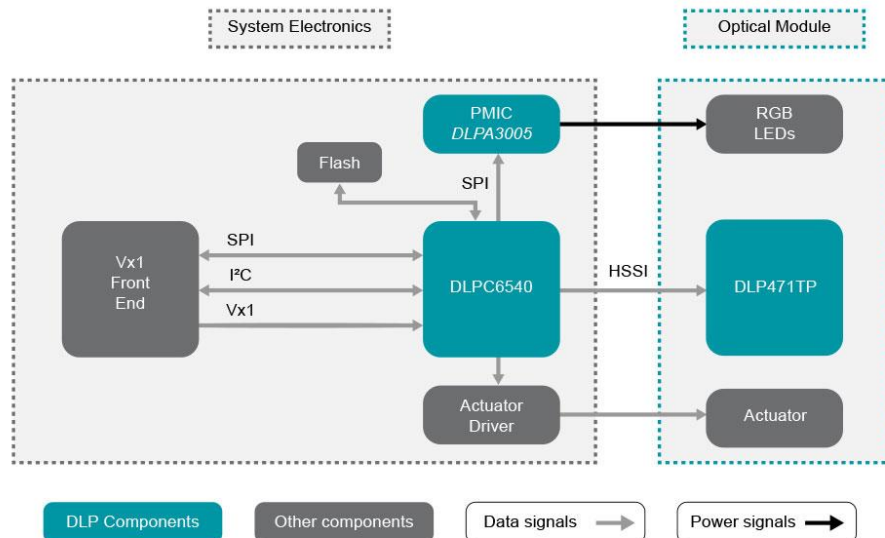 System Electronics
Optical Module
PMIC
DLPA3005
RGB
LEDs
Flash
SPI
Vx1
Front
End
SPI
I²C
Vx1
DLPC6540
HSSI
DLP471TP
Actuator
Driver
Actuator
DLP Components
Other components
Data signals
Power signals